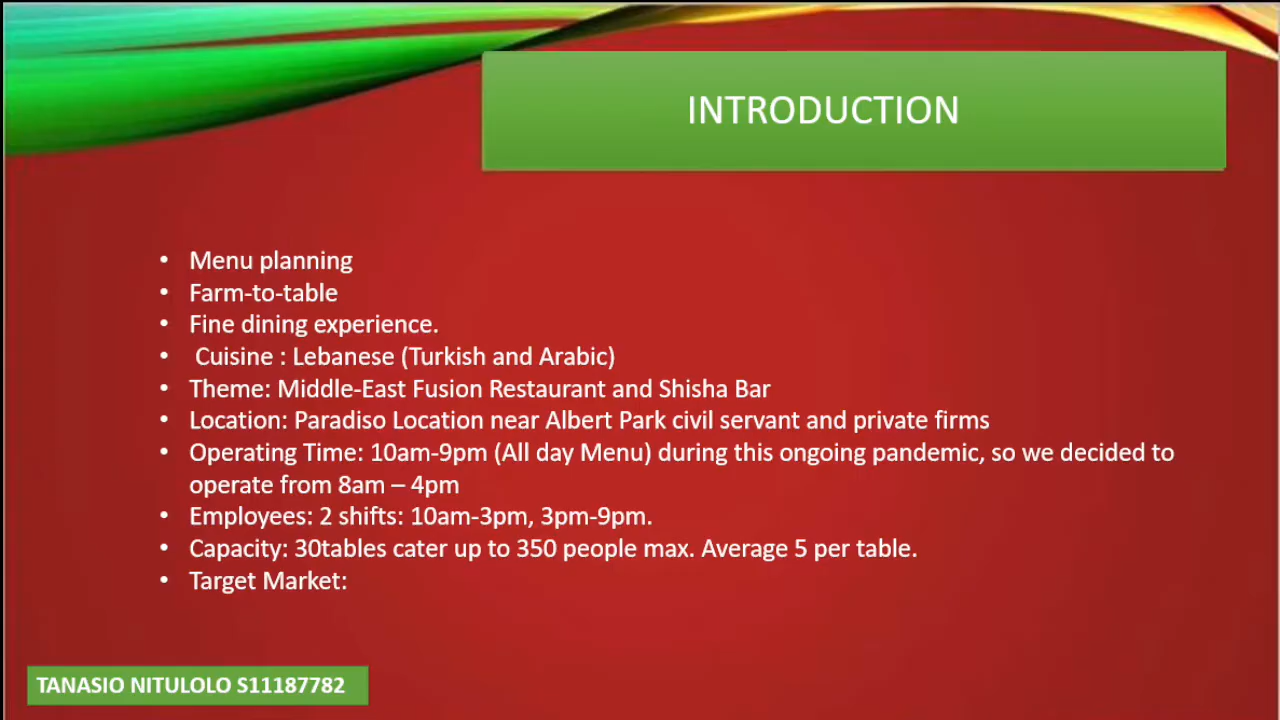 INTRODUCTION
• Menu planning
• Farm-to-table
• Fine dining experience.
• Cuisine : Lebanese (Turkish and Arabic)
• Theme: Middle-East Fusion Restaurant and Shisha Bar
• Location: Paradiso Location near Albert Park civil servant and private firms
• Operating Time: 10am-9pm (All day Menu) during this ongoing pandemic, so we decided to
operate from 8am – 4pm
• Employees: 2 shifts: 10am-3pm, 3pm-9pm.
• Capacity: 30tables cater up to 350 people max. Average 5 per table.
• Target Market:
TANASIO NITULOLO S11187782